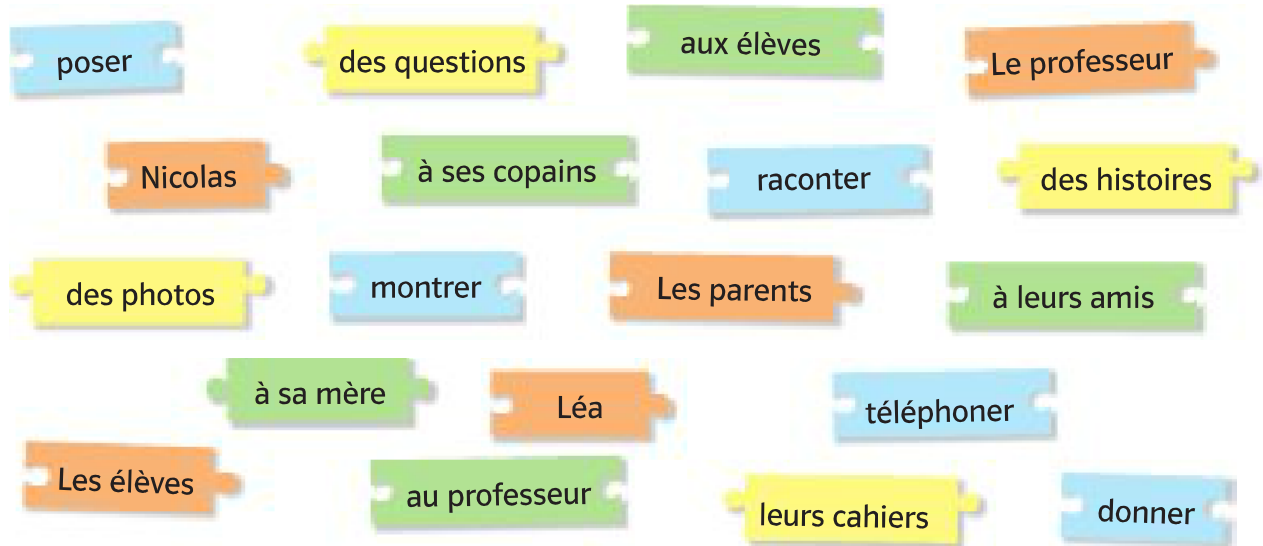 poser
des questions
aux élèves
Le professeur
Nicolas
à ses copains
raconter
des histoires
des photos
montrer
Les parents
à leurs amis
à sa mère
Léa
téléphoner
Les élèves
au professeur
leurs cahiers
donner